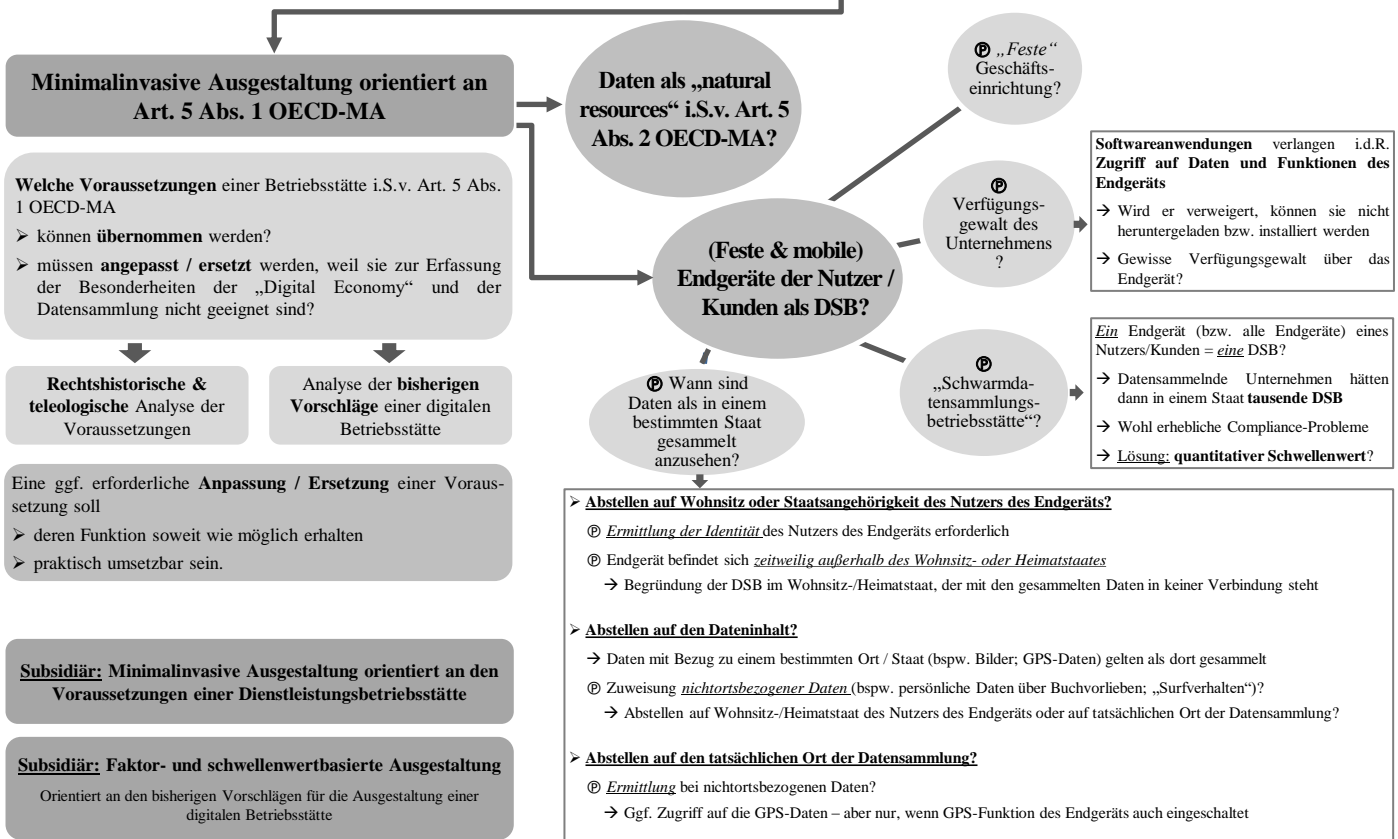 Minimalinvasive Ausgestaltung orientiert an
Art. 5 Abs. 1 OECD-MA
Welche Voraussetzungen einer Betriebsstätte i.S.v. Art. 5 Abs.
1 OECD-MA
➢ können übernommen werden?
➢ müssen angepasst / ersetzt werden, weil sie zur Erfassung
der Besonderheiten der „Digital Economy“ und der
Datensammlung nicht geeignet sind?
Rechtshistorische &
teleologische Analyse der
Voraussetzungen
Analyse der bisherigen
Vorschläge einer digitalen
Betriebsstätte
Eine ggf. erforderliche Anpassung / Ersetzung einer Voraus-
setzung soll
➢ deren Funktion soweit wie möglich erhalten
➢ praktisch umsetzbar sein.
Subsidiär: Minimalinvasive Ausgestaltung orientiert an den
Voraussetzungen einer Dienstleistungsbetriebsstätte
Subsidiär: Faktor- und schwellenwertbasierte Ausgestaltung
Orientiert an den bisherigen Vorschlägen für die Ausgestaltung einer
digitalen Betriebsstätte
Daten als „natural
resources“ i.S.v. Art. 5
Abs. 2 OECD-MA?
(Feste & mobile)
Endgeräte der Nutzer /
Kunden als DSB?
Ⓟ „Feste“
Geschäfts-
einrichtung?
Ⓟ
Verfügungs-
gewalt des
Unternehmens
?
Softwareanwendungen verlangen i.d.R.
Zugriff auf Daten und Funktionen des
Endgeräts
→ Wird er verweigert, können sie nicht
heruntergeladen bzw. installiert werden
→ Gewisse Verfügungsgewalt über das
Endgerät?
Ⓟ
„Schwarmda-
tensammlungs-
betriebsstätte“?
Ein Endgerät (bzw. alle Endgeräte) eines
Nutzers/Kunden = eine DSB?
→ Datensammelnde Unternehmen hätten
dann in einem Staat tausende DSB
→ Wohl erhebliche Compliance-Probleme
→ Lösung: quantitativer Schwellenwert?
Ⓟ Wann sind
Daten als in einem
bestimmten Staat
gesammelt
anzusehen?
➢ Abstellen auf Wohnsitz oder Staatsangehörigkeit des Nutzers des Endgeräts?
Ⓟ Ermittlung der Identität des Nutzers des Endgeräts erforderlich
Ⓟ Endgerät befindet sich zeitweilig außerhalb des Wohnsitz- oder Heimatstaates
→ Begründung der DSB im Wohnsitz-/Heimatstaat, der mit den gesammelten Daten in keiner Verbindung steht
➢ Abstellen auf den Dateninhalt?
→ Daten mit Bezug zu einem bestimmten Ort / Staat (bspw. Bilder; GPS-Daten) gelten als dort gesammelt
Ⓟ Zuweisung nichtortsbezogener Daten (bspw. persönliche Daten über Buchvorlieben; „Surfverhalten“)?
→ Abstellen auf Wohnsitz-/Heimatstaat des Nutzers des Endgeräts oder auf tatsächlichen Ort der Datensammlung?
➢ Abstellen auf den tatsächlichen Ort der Datensammlung?
Ⓟ Ermittlung bei nichtortsbezogenen Daten?
→ Ggf. Zugriff auf die GPS-Daten – aber nur, wenn GPS-Funktion des Endgeräts auch eingeschaltet